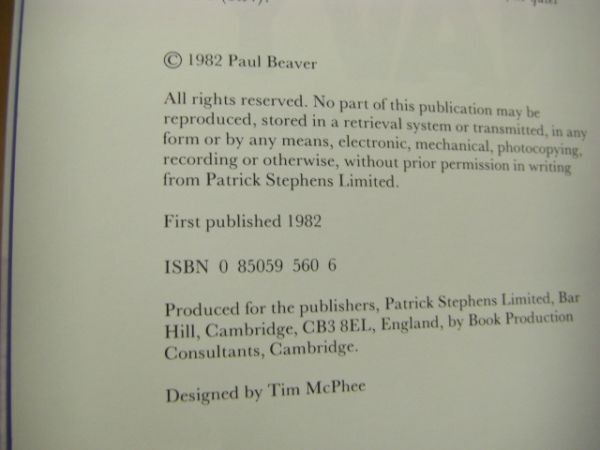 © 1982 Paul Beaver
All rights reserved. No part of this publication may be
reproduced, stored in a retrieval system or transmitted, in any
form or by any means, electronic, mechanical, photocopying,
recording or otherwise, without prior permission in writing
from Patrick Stephens Limited.
First published 1982
ISBN 0 85059 560 6
Produced for the publishers, Patrick Stephens Limited, Bar
Hill, Cambridge, CB3 8EL, England, by Book Production
Consultants, Cambridge.
Designed by Tim McPhee